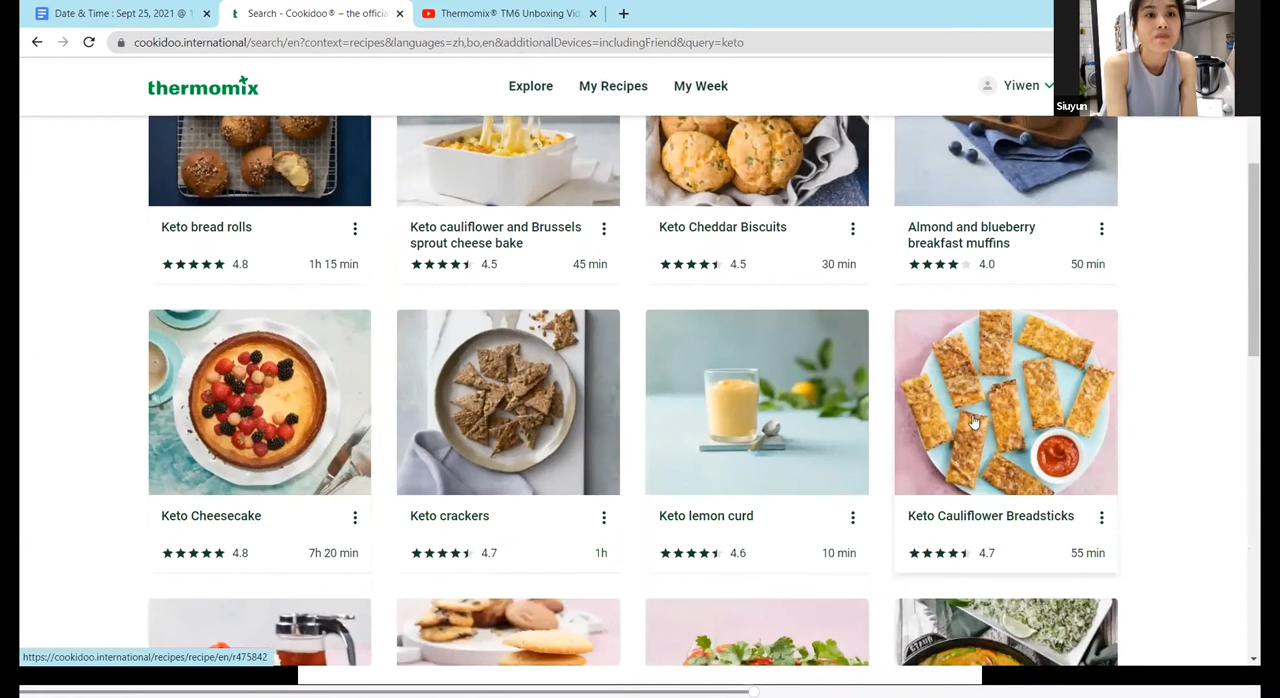 Date & Time : Sept 25, 2021 @ 1
Search - Cookidoo® – the officia
Thermomix® TM6 Unboxing Vid
cookidoo.international/search/en?context=recipes&languages=zh,bo,en&additionalDevices=includingFriend&query=keto
thermomix
Explore
My Recipes
My Week
Yiwen
Siuyun
Keto bread rolls
4.8
1h 15 min
Keto cauliflower and Brussels
sprout cheese bake
4.5
45 min
Keto Cheddar Biscuits
4.5
30 min
Almond and blueberry
breakfast muffins
4.0
50 min
Keto Cheesecake
4.8
7h 20 min
Keto crackers
4.7
1h
Keto lemon curd
4.6
10 min
Keto Cauliflower Breadsticks
4.7
55 min
STAUB
https://cookidoo.international/recipes/recipe/en/r475842